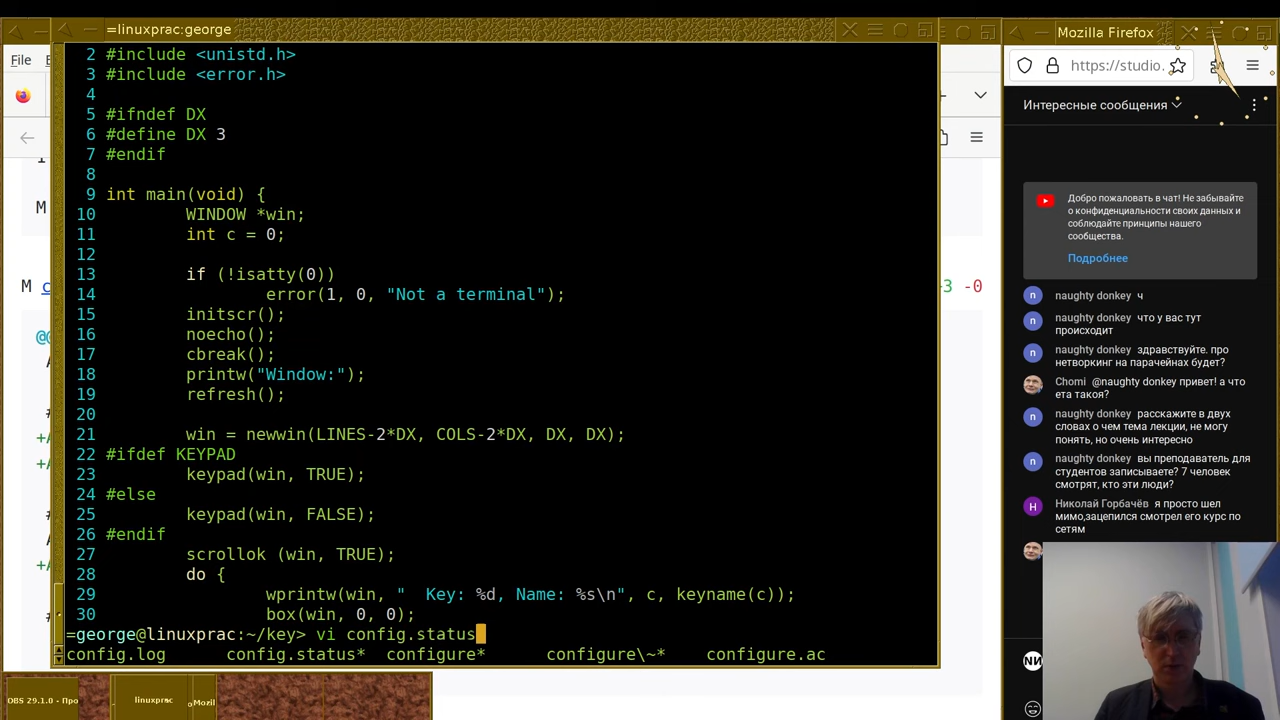 =linuxprac:george
Mozilla Firefox
File
https://studio.
Интересные сообщения
2 #include <unistd.h>
3 #include <error.h>
4
5 #ifndef DX
6 #define DX 3
7 #endif
8
9 int main(void) {
10 WINDOW *win;
11 int c = 0;
12
13 if (!isatty(0))
14 error(1, 0, "Not a terminal");
15 initscr();
16 noecho();
17 cbreak();
18 printw("Window:");
19 refresh();
20
21 win = newwin(LINES-2*DX, COLS-2*DX, DX, DX);
22 #ifdef KEYPAD
23 keypad(win, TRUE);
24 #else
25 keypad(win, FALSE);
26 #endif
27 scrollok (win, TRUE);
28 do {
29 wprintw(win, "  Key: %d, Name: %s\n", c, keyname(c));
30 box(win, 0, 0);
=george@linuxprac:~/key> vi config.status
config.log config.status* configure* configure\~* configure.ac
M
M c
-3 -0
@@
Добро пожаловать в чат! Не забывайте
о конфиденциальности своих данных и
соблюдайте принципы нашего
сообщества.
Подробнее
n naughty donkey ч
n naughty donkey что у вас тут
происходит
n naughty donkey здравствуйте. про
нетворкинг на парачейнах будет?
Chomi @naughty donkey привет! а что
ета такоя?
n naughty donkey расскажите в двух
словах о чем тема лекции, не могу
понять, но очень интересно
n naughty donkey вы преподаватель для
студентов записываете? 7 человек
смотрят, кто эти люди?
Н Николай Горбачёв я просто шел
мимо,зацепился смотрел его курс по
сетям
DBS 29.1.0 - Про
linuxprac
Mozil